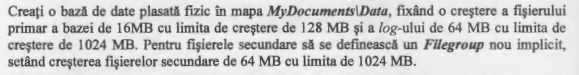 Creați o bază de date plasată fizic în mapa MyDocuments\Data, fixând o creștere a fișierului
primar a bazei de 16MB cu limita de creștere de 128 MB și a log-ului de 64 MB cu limita de
creștere de 1024 MB. Pentru fișierele secundare să se definească un Filegroup nou implicit,
setând creșterea fișierelor secundare de 64 MB cu limita de 1024 MB.